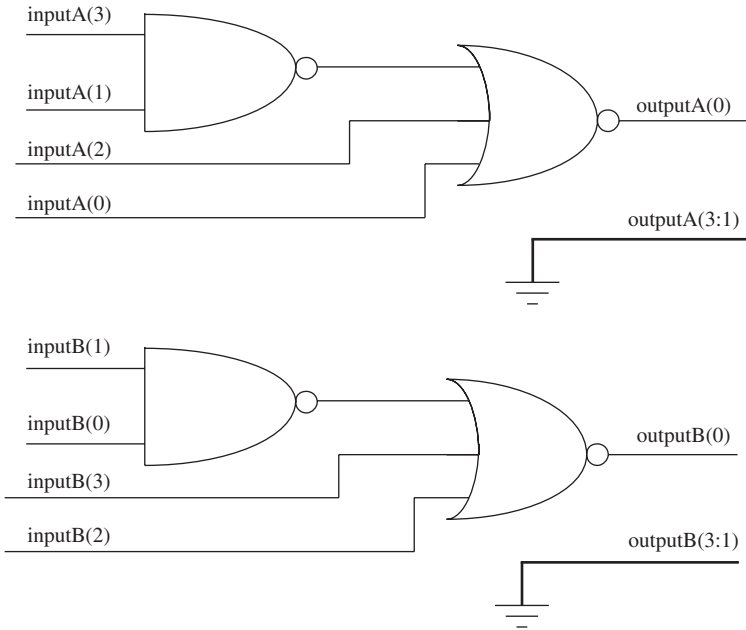 inputA(3)
inputA(1)
outputA(0)
inputA(2)
inputA(0)
outputA(3:1)
inputB(1)
inputB(0)
outputB(0)
inputB(3)
inputB(2)
outputB(3:1)